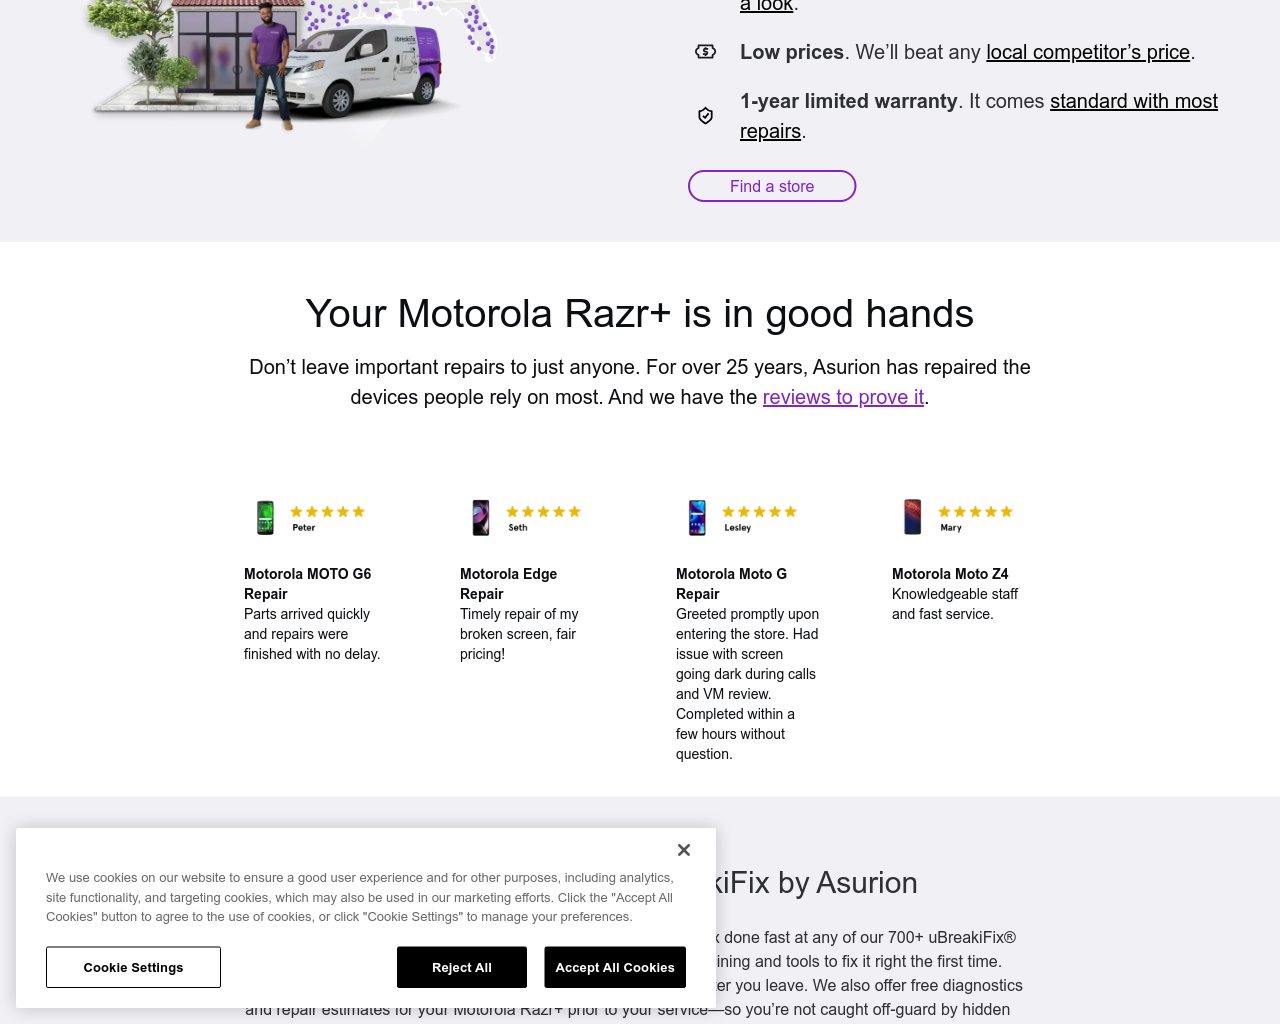 a look.
Low prices. We’ll beat any local competitor’s price.
1-year limited warranty. It comes standard with most
repairs.
Find a store
Your Motorola Razr+ is in good hands
Don’t leave important repairs to just anyone. For over 25 years, Asurion has repaired the
devices people rely on most. And we have the reviews to prove it.
Peter
Motorola MOTO G6
Repair
Parts arrived quickly
and repairs were
finished with no delay.
Seth
Motorola Edge
Repair
Timely repair of my
broken screen, fair
pricing!
Lesley
Motorola Moto G
Repair
Greeted promptly upon
entering the store. Had
issue with screen
going dark during calls
and VM review.
Completed within a
few hours without
question.
Mary
Motorola Moto Z4
Knowledgeable staff
and fast service.
kiFix by Asurion
done fast at any of our 700+ uBreakiFix®
ining and tools to fix it right the first time.
er you leave. We also offer free diagnostics
and repair estimates for your Motorola Razr+ prior to your service—so you’re not caught off-guard by hidden
We use cookies on our website to ensure a good user experience and for other purposes, including analytics,
site functionality, and targeting cookies, which may also be used in our marketing efforts. Click the "Accept All
Cookies" button to agree to the use of cookies, or click "Cookie Settings" to manage your preferences.
Cookie Settings
Reject All
Accept All Cookies